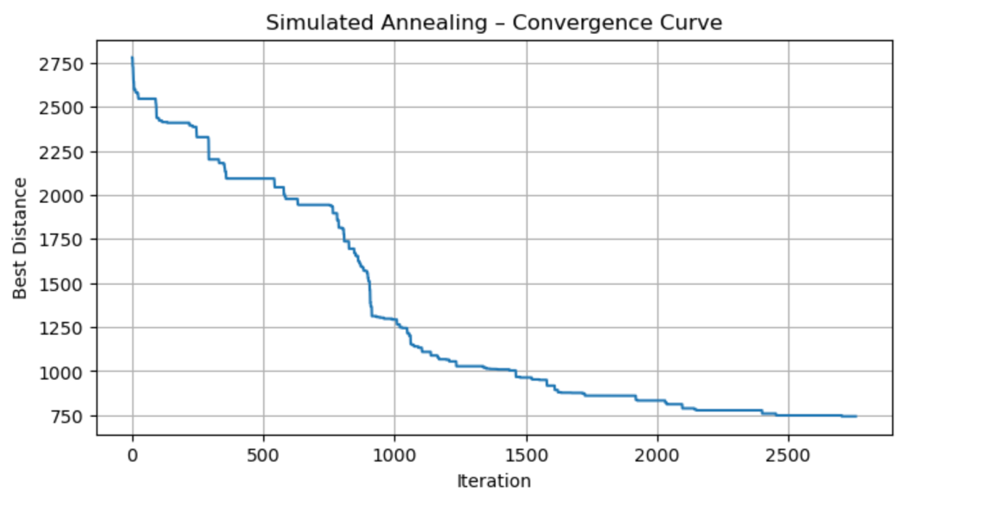 Simulated Annealing – Convergence Curve
2750
2500
2250
2000
1750
1500
1250
1000
750
Best Distance
0 500 1000 1500 2000 2500
Iteration